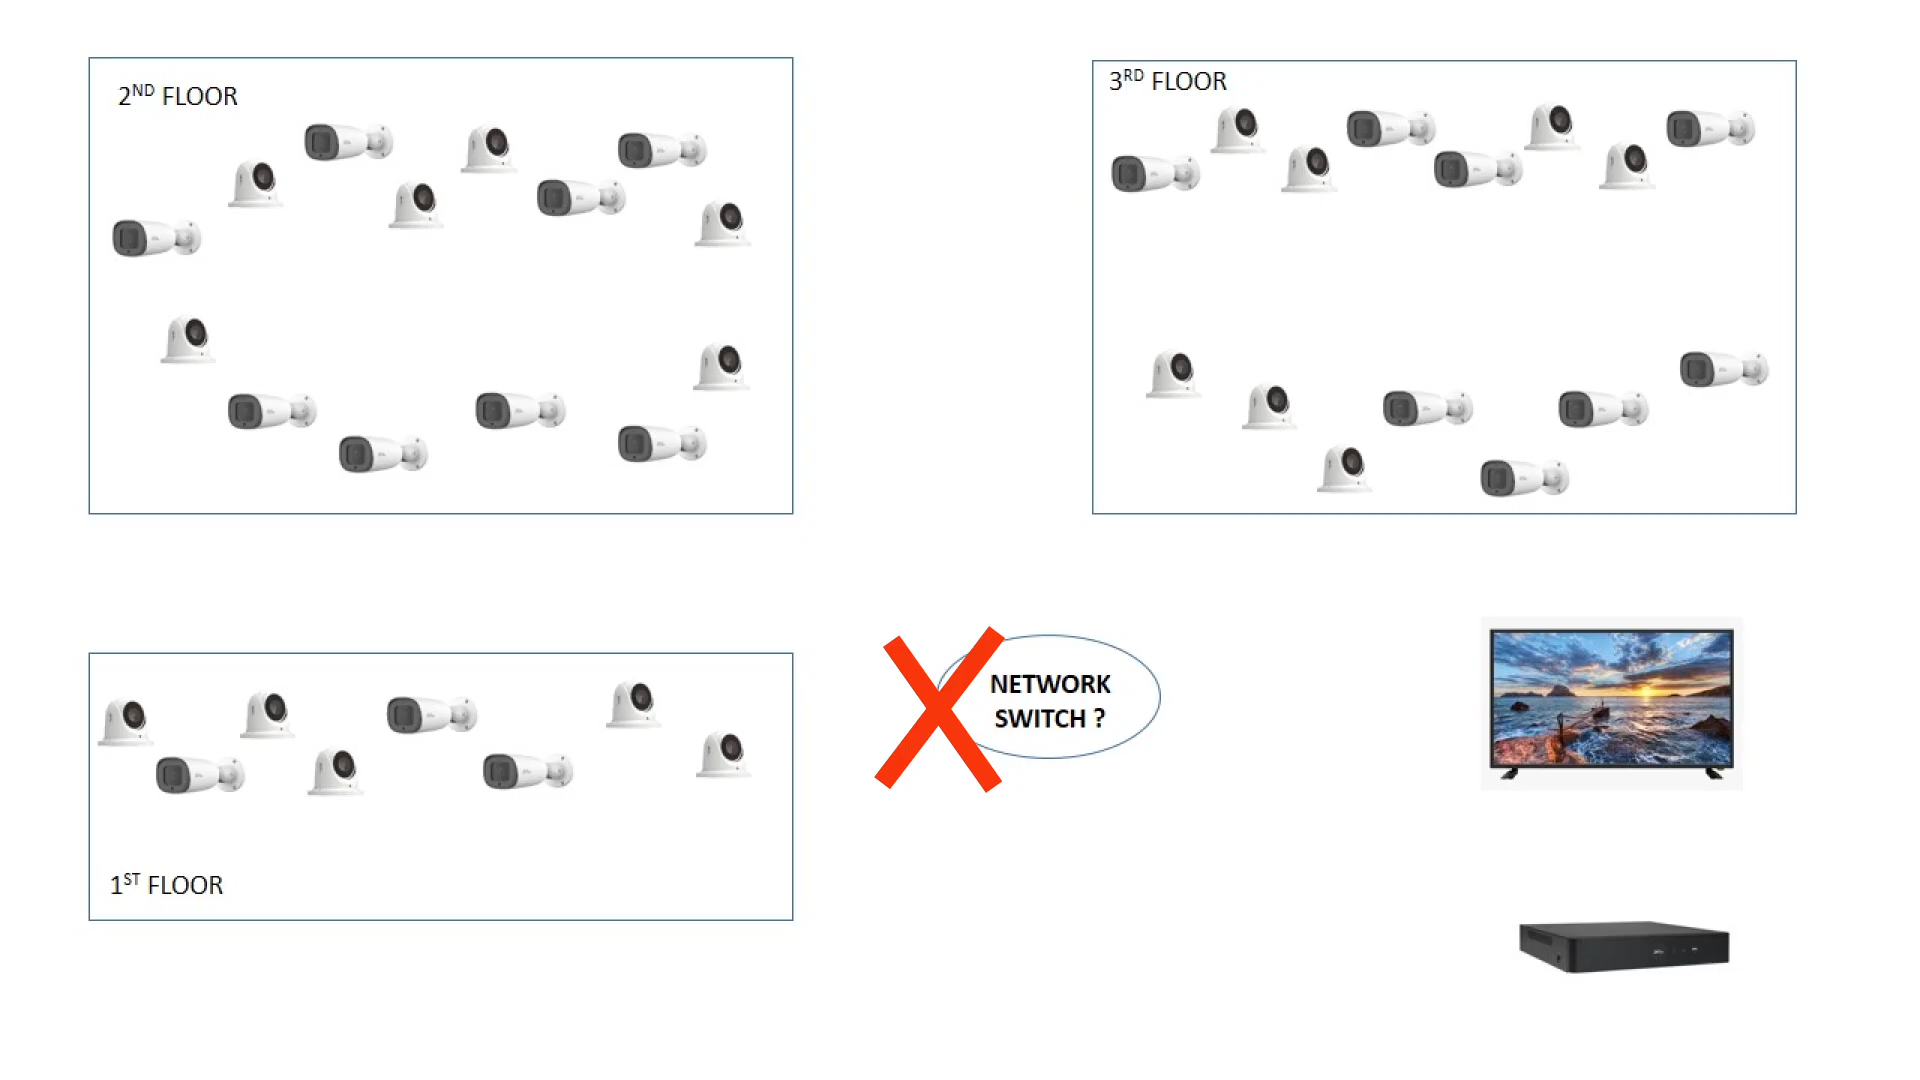 2ND FLOOR
3RD FLOOR
NETWORK
SWITCH ?
1ST FLOOR